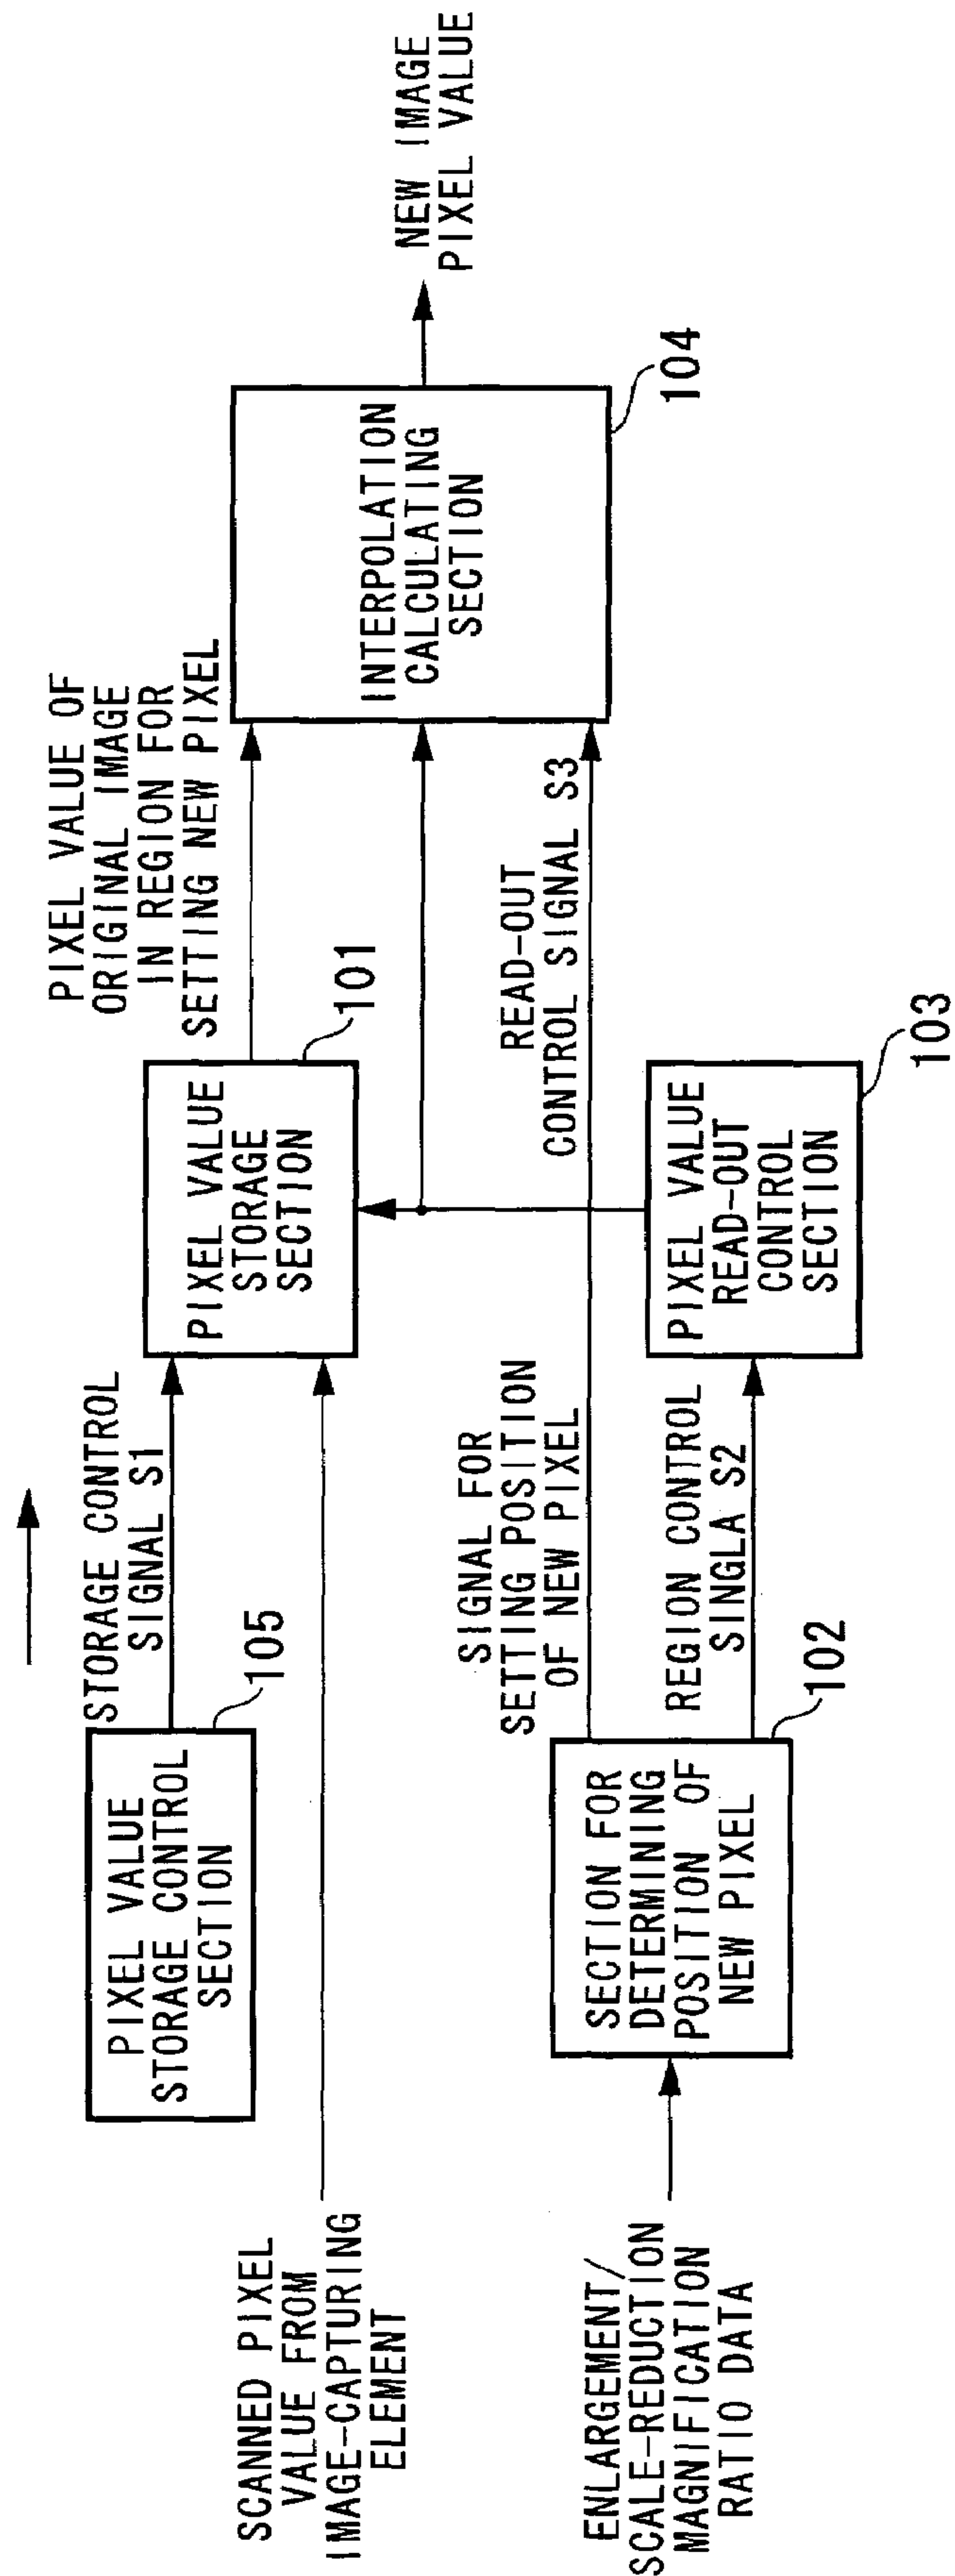 PIXEL VALUE
STORAGE CONTROL
SECTION
105
STORAGE CONTROL
SIGNAL S1
SCANNED PIXEL
VALUE FROM
IMAGE-CAPTURING
ELEMENT
PIXEL VALUE
STORAGE
SECTION
101
PIXEL VALUE OF
ORIGINAL IMAGE
IN REGION FOR
SETTING NEW PIXEL
INTERPOLATION
CALCULATING
SECTION
104
NEW IMAGE
PIXEL VALUE
ENLARGEMENT/
SCALE-REDUCTION
MAGNIFICATION
RATIO DATA
SECTION FOR
DETERMINING
POSITION OF
NEW PIXEL
102
SIGNAL FOR
SETTING POSITION
OF NEW PIXEL
REGION CONTROL
SINGLA S2
PIXEL VALUE
READ-OUT
CONTROL
SECTION
103
READ-OUT
CONTROL SIGNAL S3